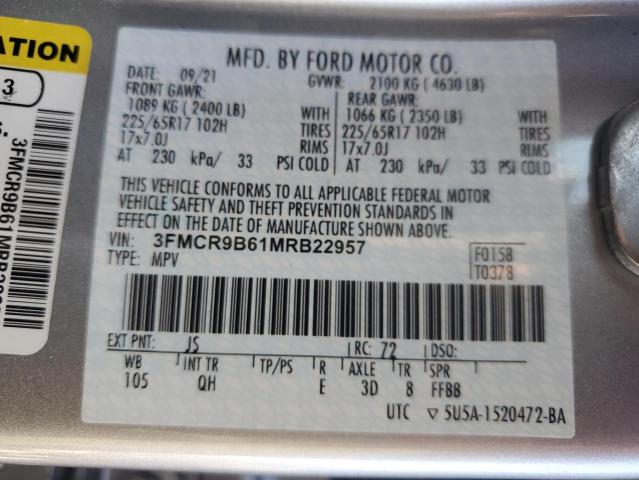 ATION
3
3FMCR9B61MRB
MFD. BY FORD MOTOR CO.
DATE: 09/21 GVWR: 2100 KG ( 4630 LB)
FRONT GAWR: REAR GAWR:
1089 KG ( 2400 LB) WITH 1066 KG ( 2350 LB) WITH
225/65R17 102H TIRES 225/65R17 102H TIRES
17x7.0J RIMS 17x7.0J RIMS
AT 230 kPa/ 33 PSI COLD AT 230 kPa/ 33 PSI COLD
THIS VEHICLE CONFORMS TO ALL APPLICABLE FEDERAL MOTOR
VEHICLE SAFETY AND THEFT PREVENTION STANDARDS IN
EFFECT ON THE DATE OF MANUFACTURE SHOWN ABOVE.
VIN: 3FMCR9B61MRB22957 F0158
TYPE: MPV T0378
EXT PNT: JS RC: 72 DSO:
WB INT TR TP/PS R AXLE TR SPR
105 QH E 3D 8 FFBB
UTC ▽ 5U5A-1520472-BA